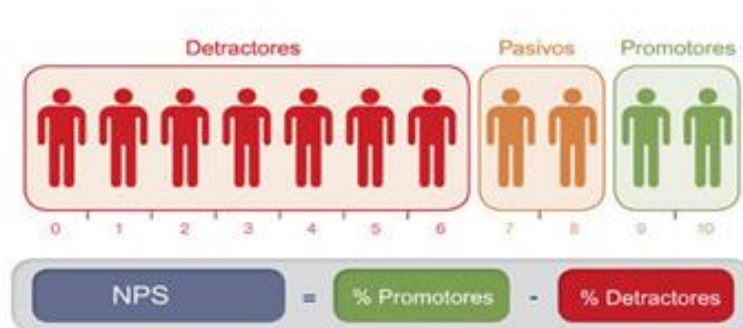 Detractores Pasivos Promotores
0 1 2 3 4 5 6 7 8 9 10
NPS = % Promotores - % Detractores